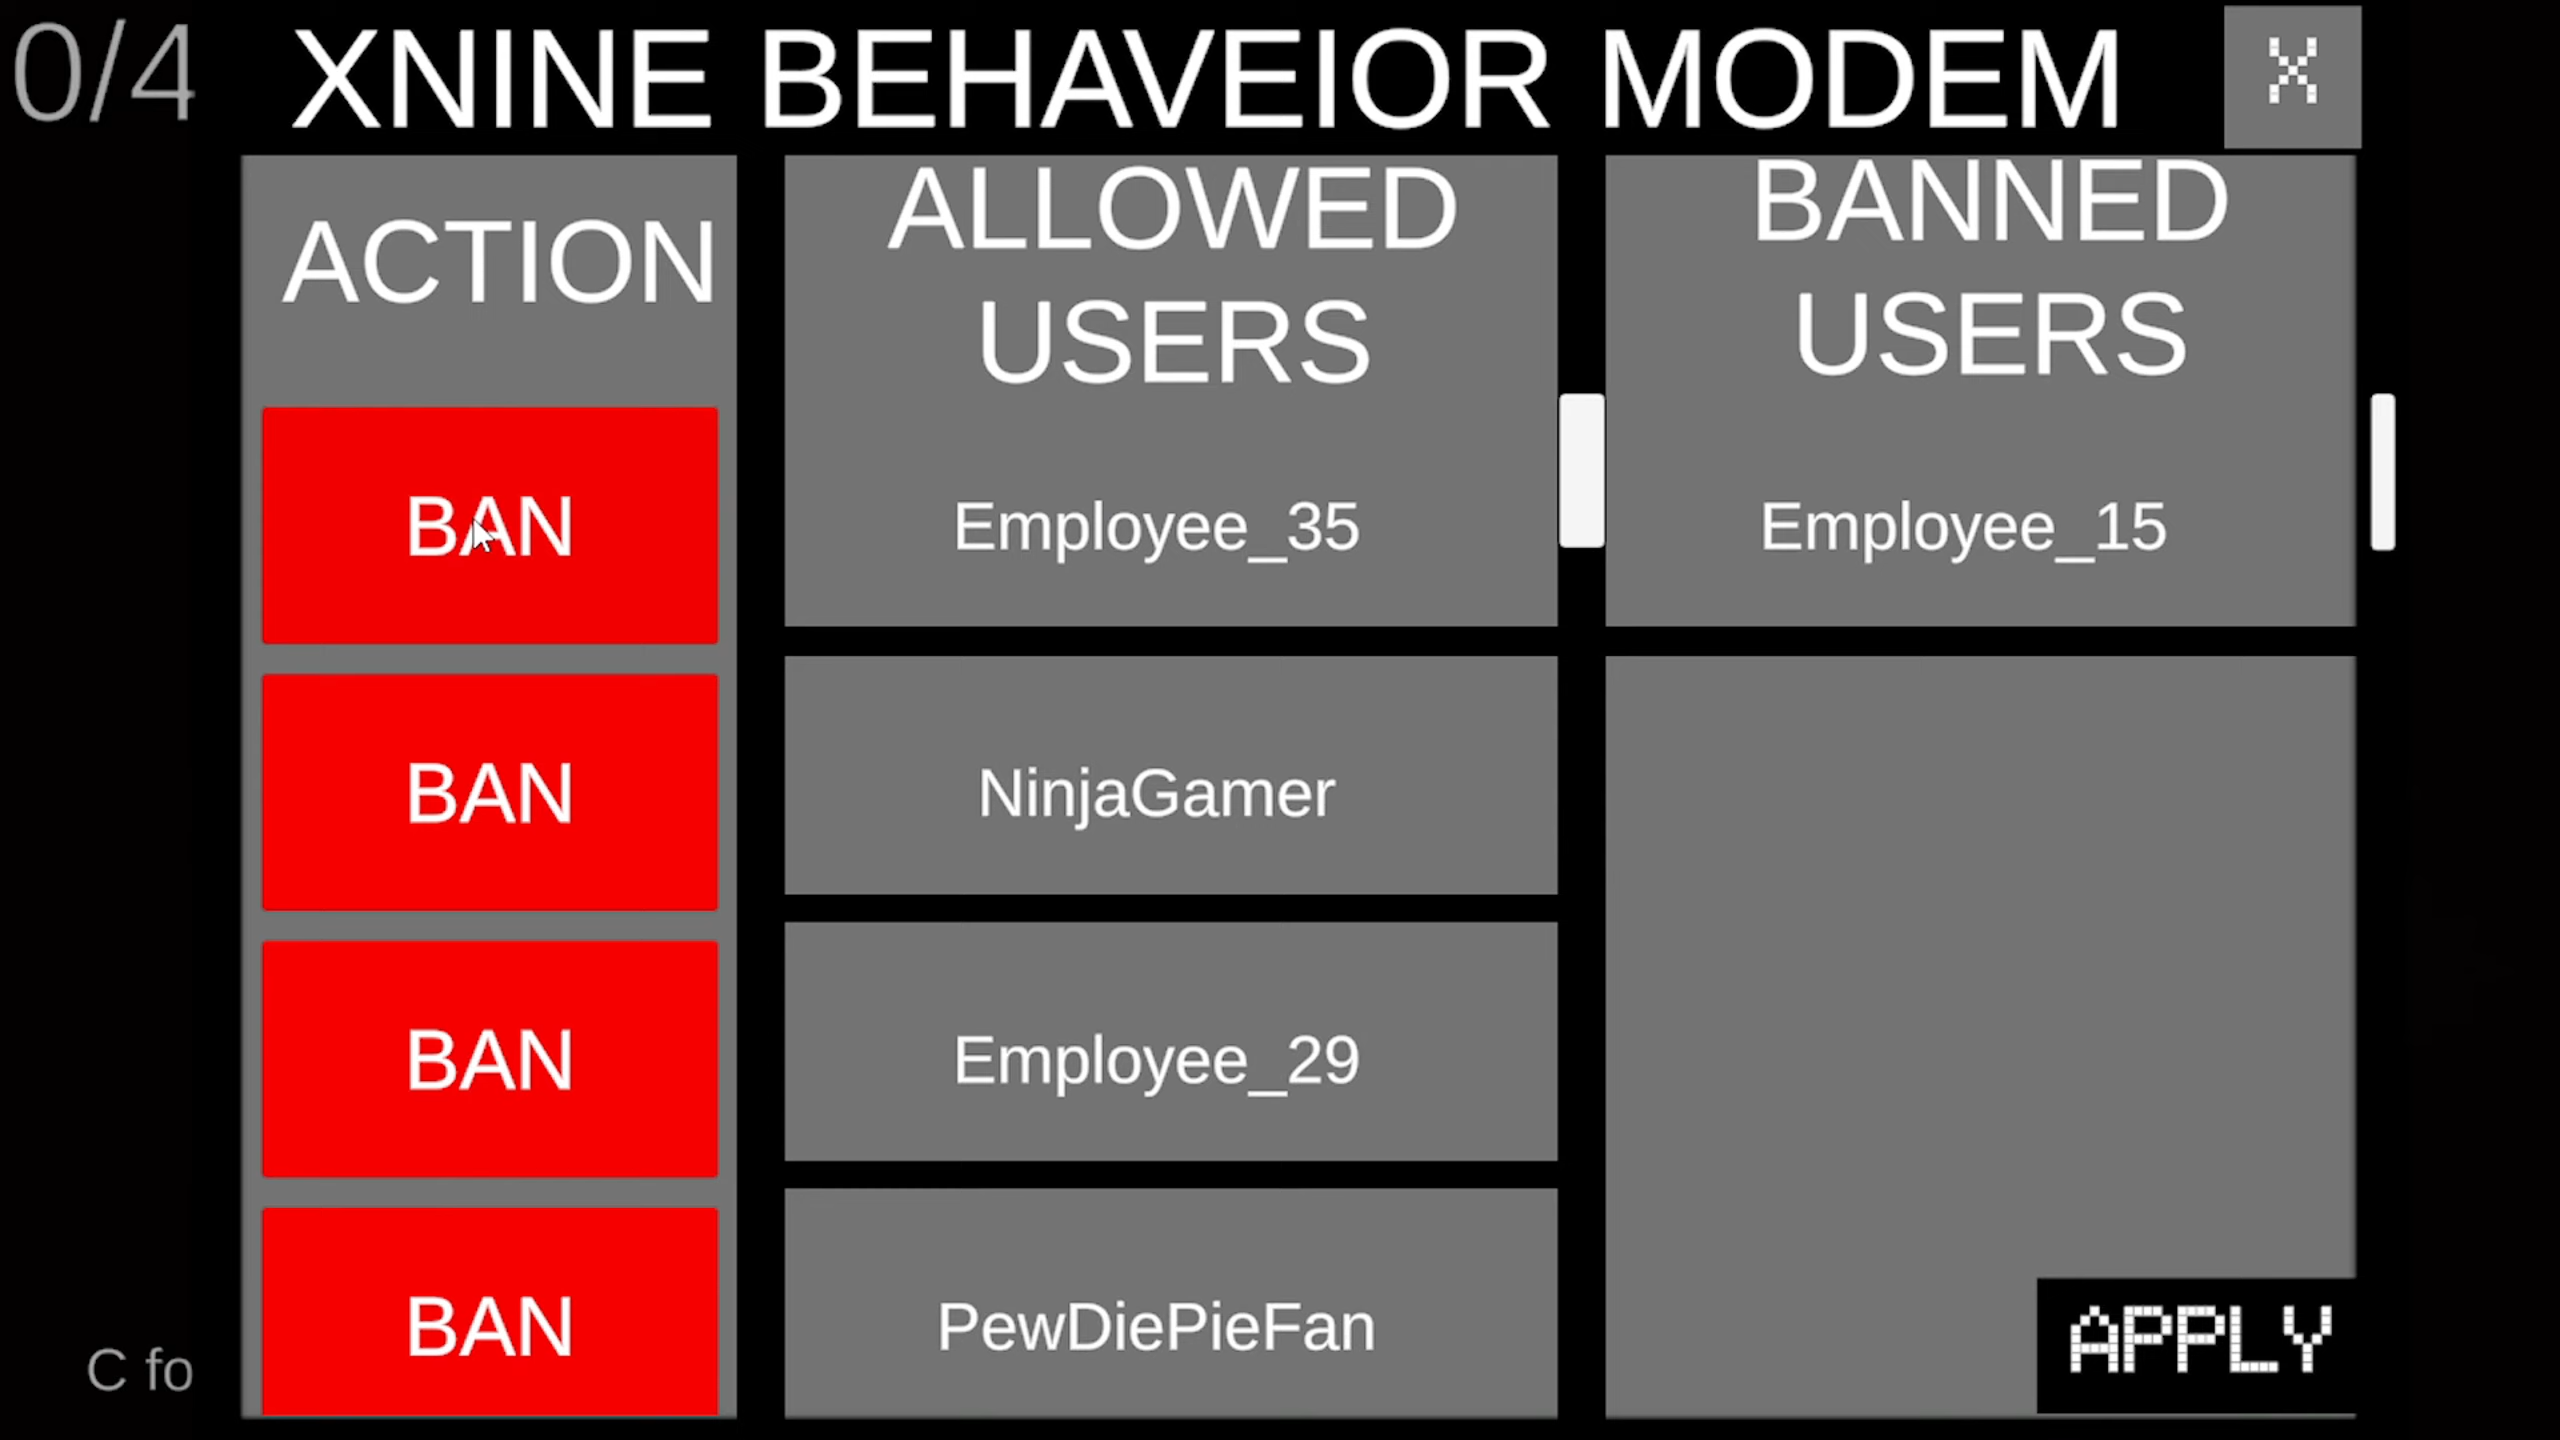 0/4 XNINE BEHAVEIOR MODEM X
ACTION
ALLOWED
USERS
BANNED
USERS
BAN Employee_35 Employee_15
BAN NinjaGamer
BAN Employee_29
BAN PewDiePieFan
APPLY
C fo